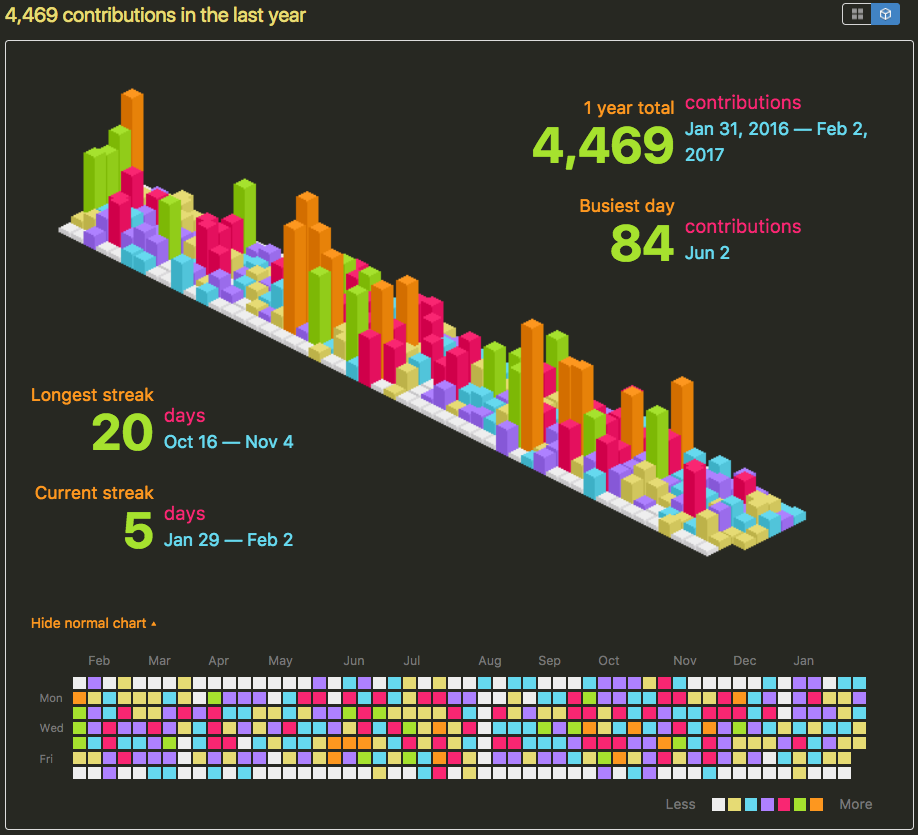 4,469 contributions in the last year
1 year total
4,469
contributions
Jan 31, 2016 — Feb 2,
2017
Busiest day
84
contributions
Jun 2
Longest streak
20
days
Oct 16 — Nov 4
Current streak
5
days
Jan 29 — Feb 2
Hide normal chart
Feb Mar Apr May Jun Jul Aug Sep Oct Nov Dec Jan
Mon
Wed
Fri
Less More